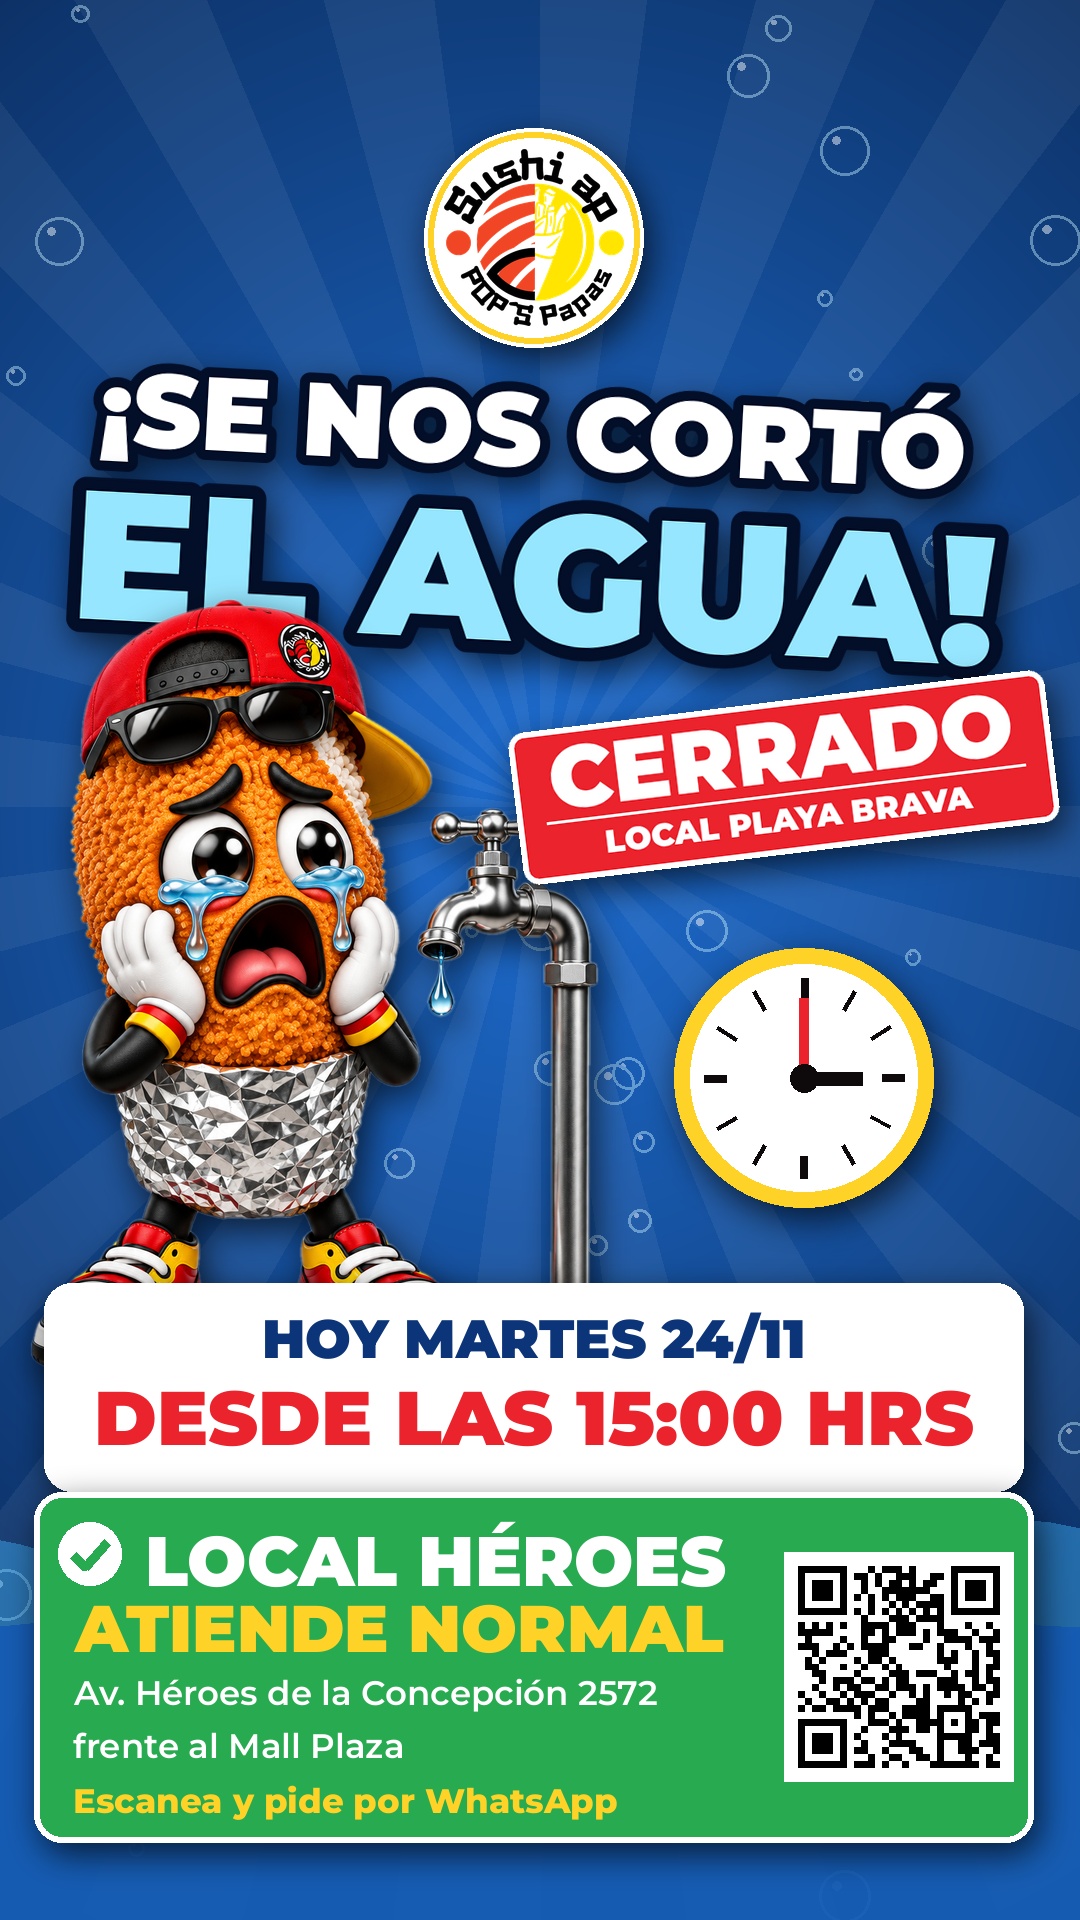 Sushi ap
POP'S Papas
¡SE NOS CORTÓ
EL AGUA!
CERRADO
LOCAL PLAYA BRAVA
HOY MARTES 24/11
DESDE LAS 15:00 HRS
LOCAL HÉROES
ATIENDE NORMAL
Av. Héroes de la Concepción 2572
frente al Mall Plaza
Escanea y pide por WhatsApp